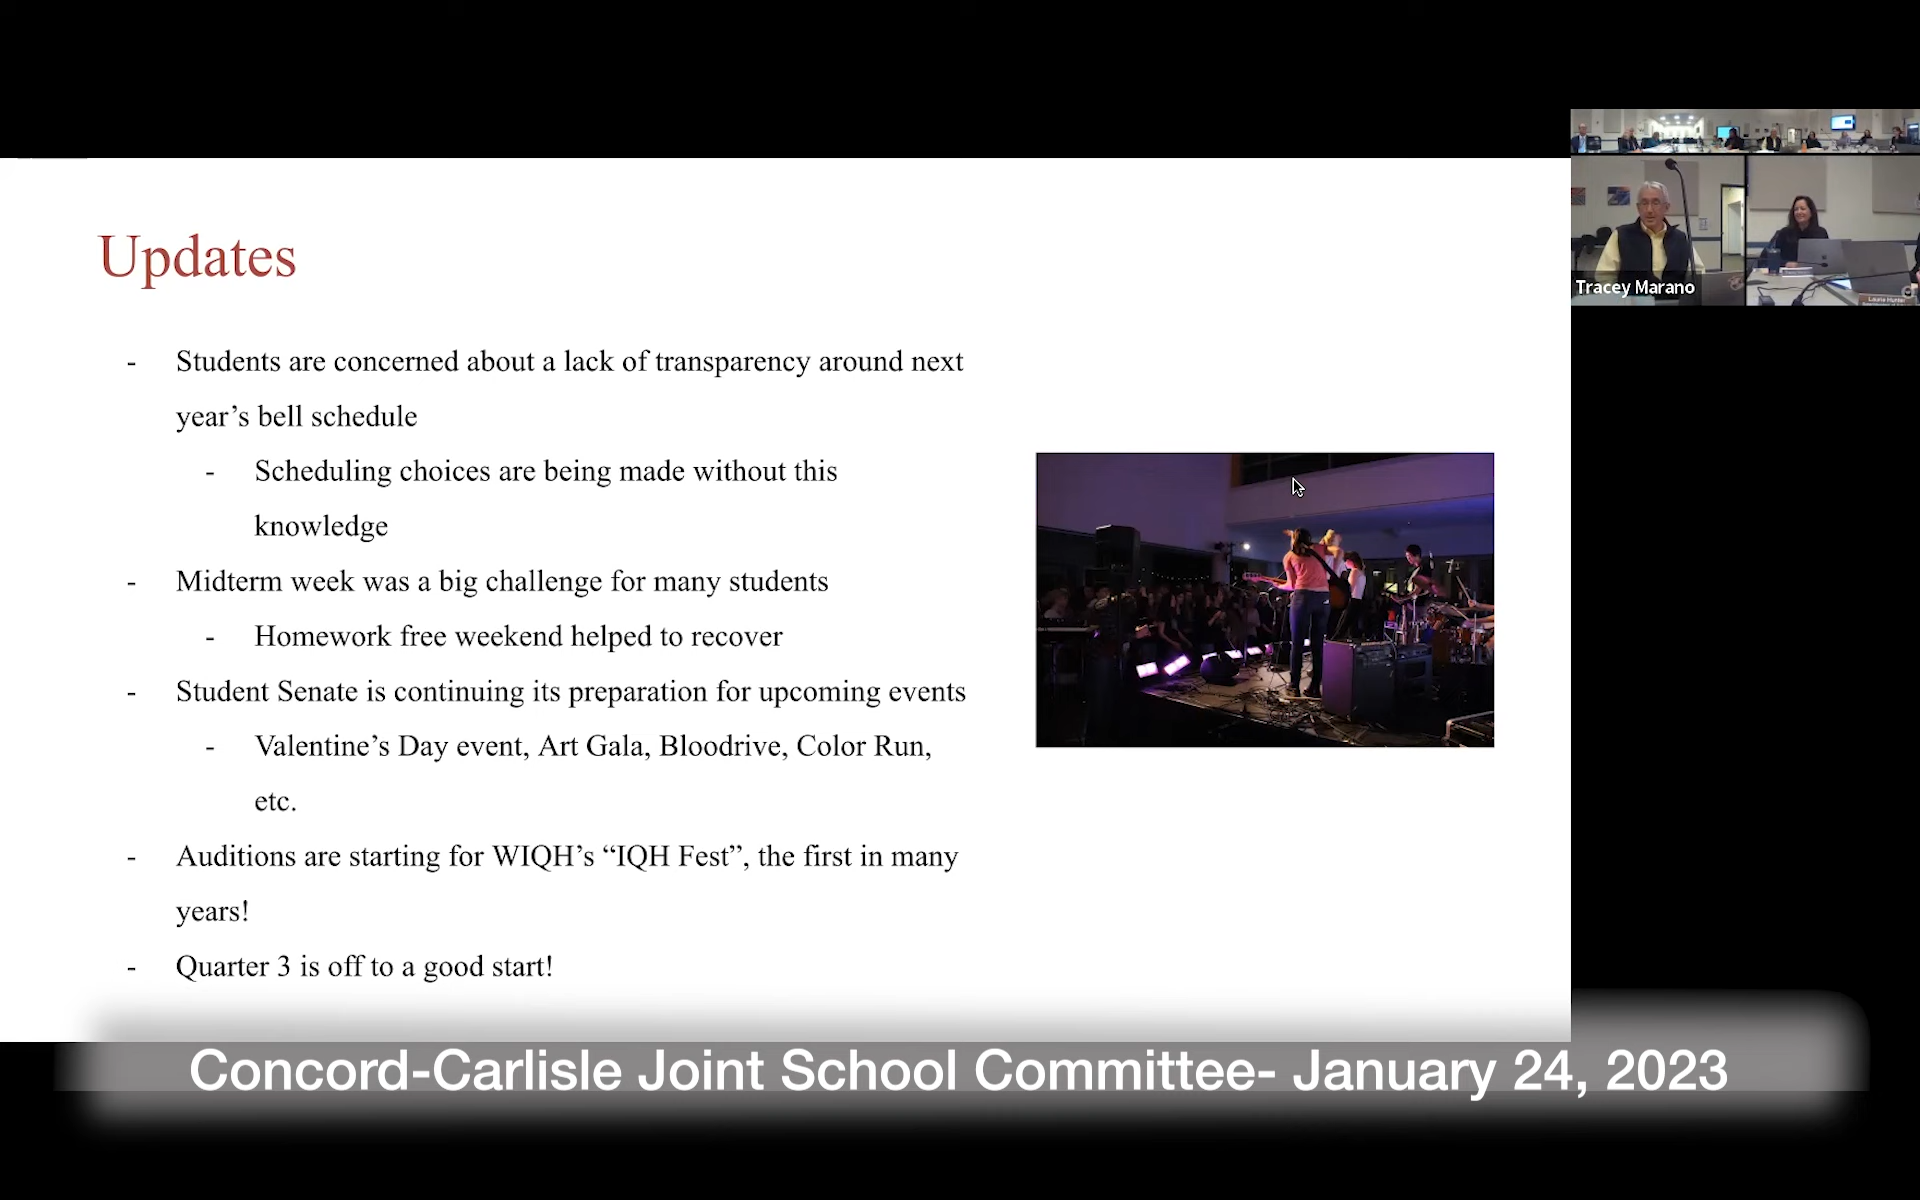 Updates
- Students are concerned about a lack of transparency around next
year’s bell schedule
- Scheduling choices are being made without this
knowledge
- Midterm week was a big challenge for many students
- Homework free weekend helped to recover
- Student Senate is continuing its preparation for upcoming events
- Valentine’s Day event, Art Gala, Bloodrive, Color Run,
etc.
- Auditions are starting for WIQH’s “IQH Fest”, the first in many
years!
- Quarter 3 is off to a good start!
Tracey Marano
Laurie Hunter
Concord-Carlisle Joint School Committee- January 24, 2023